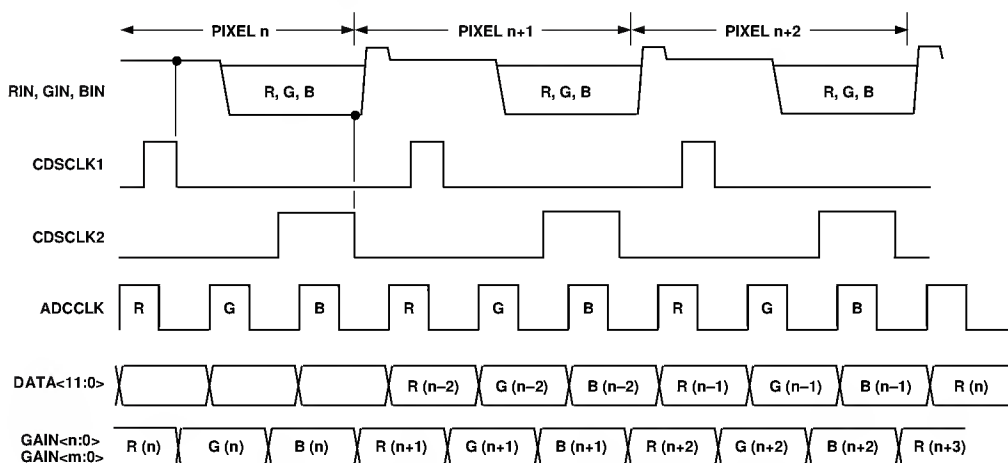 PIXEL n PIXEL n+1 PIXEL n+2
RIN, GIN, BIN R, G, B R, G, B R, G, B
CDSCLK1
CDSCLK2
ADCCLK R G B R G B R G B
DATA<11:0> R (n–2) G (n–2) B (n–2) R (n–1) G (n–1) B (n–1) R (n)
GAIN<n:0>
GAIN<m:0> R (n) G (n) B (n) R (n+1) G (n+1) B (n+1) R (n+2) G (n+2) B (n+2) R (n+3)